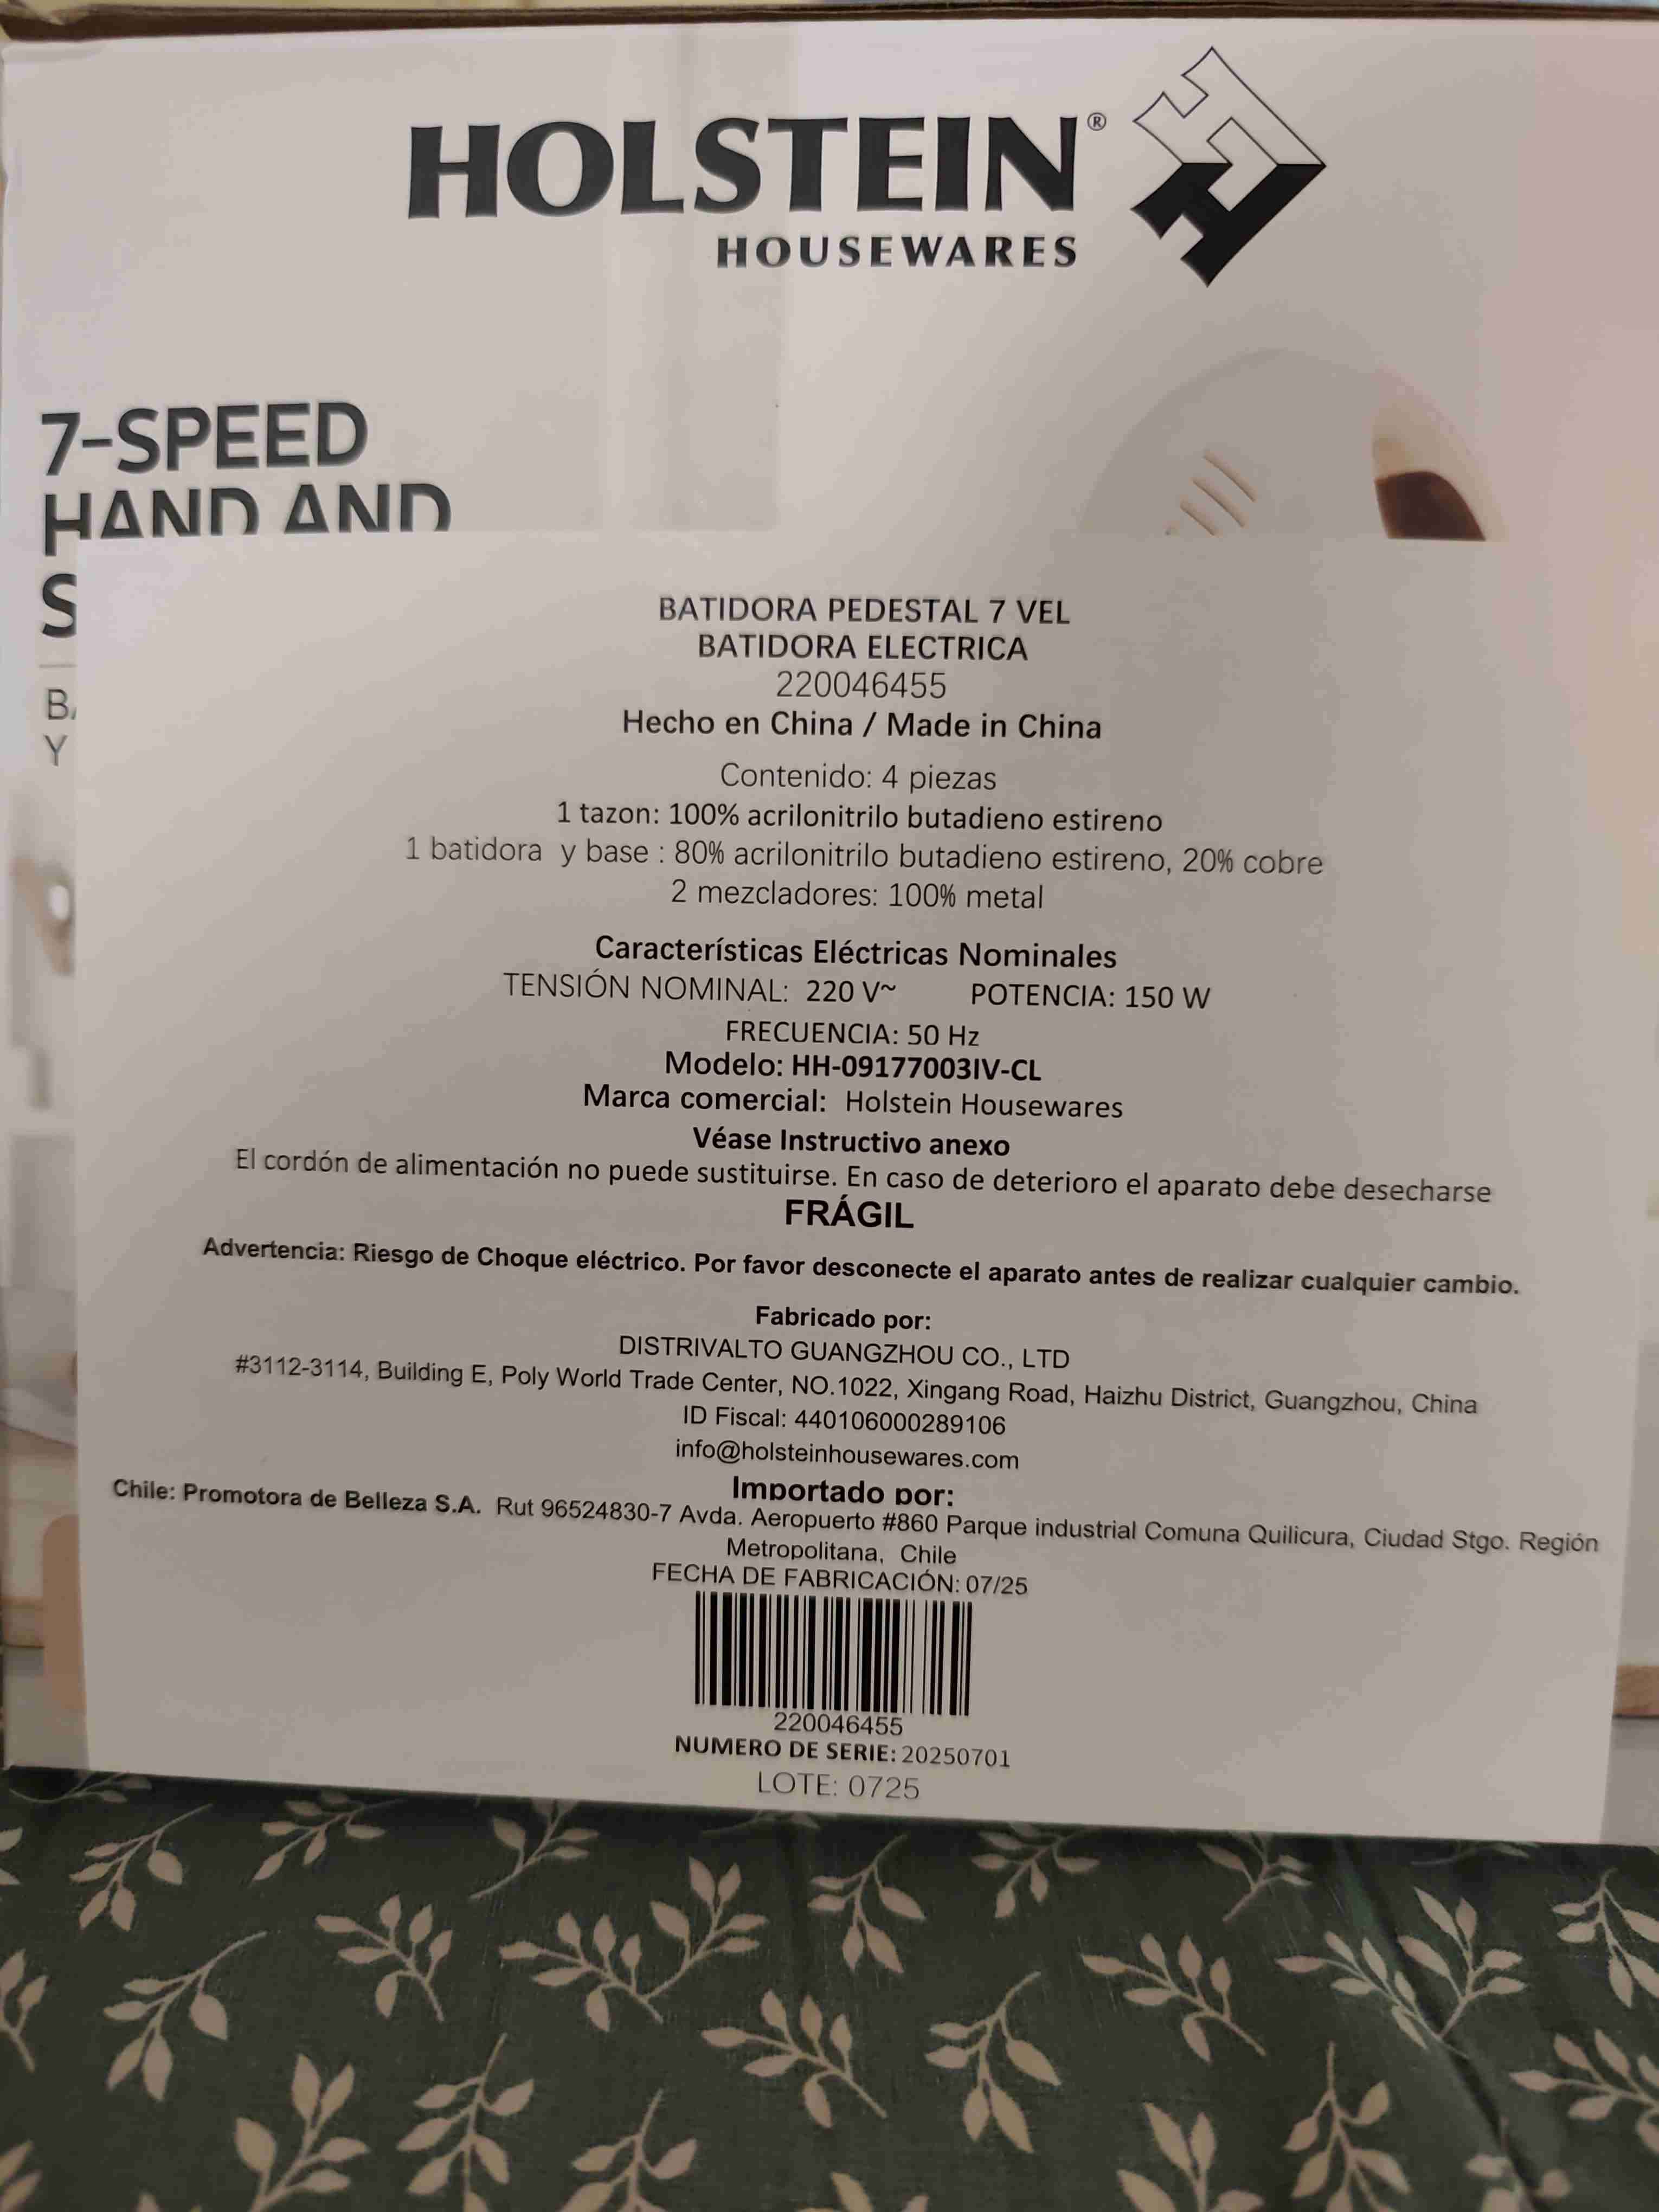 HOLSTEIN®
HOUSEWARES
7-SPEED
HAND AND
S
BA
Y
BATIDORA PEDESTAL 7 VEL
BATIDORA ELECTRICA
220046455
Hecho en China / Made in China
Contenido: 4 piezas
1 tazon: 100% acrilonitrilo butadieno estireno
1 batidora y base : 80% acrilonitrilo butadieno estireno, 20% cobre
2 mezcladores: 100% metal
Características Eléctricas Nominales
TENSIÓN NOMINAL: 220 V~ POTENCIA: 150 W
FRECUENCIA: 50 Hz
Modelo: HH-09177003IV-CL
Marca comercial: Holstein Housewares
Véase Instructivo anexo
El cordón de alimentación no puede sustituirse. En caso de deterioro el aparato debe desecharse
FRÁGIL
Advertencia: Riesgo de Choque eléctrico. Por favor desconecte el aparato antes de realizar cualquier cambio.
Fabricado por:
DISTRIVALTO GUANGZHOU CO., LTD
#3112-3114, Building E, Poly World Trade Center, NO.1022, Xingang Road, Haizhu District, Guangzhou, China
ID Fiscal: 440106000289106
info@holsteinhousewares.com
Importado por:
Chile: Promotora de Belleza S.A. Rut 96524830-7 Avda. Aeropuerto #860 Parque industrial Comuna Quilicura, Ciudad Stgo. Región
Metropolitana, Chile
FECHA DE FABRICACIÓN: 07/25
220046455
NUMERO DE SERIE: 20250701
LOTE: 0725